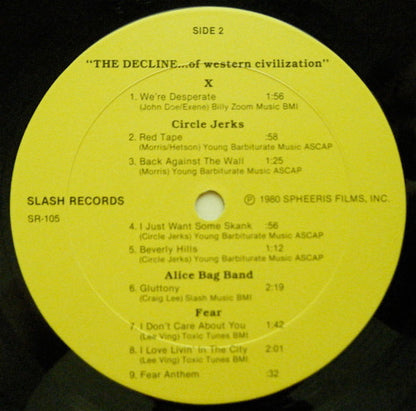 SIDE 2
"THE DECLINE...of western civilization"
X
1. We're Desperate 1:56
(John Doe/Exene) Billy Zoom Music BMI
Circle Jerks
2. Red Tape :58
(Morris/Hetson) Young Barbiturate Music ASCAP
3. Back Against The Wall 1:25
(Morris) Young Barbiturate Music ASCAP
SLASH RECORDS ℗ 1980 SPHEERIS FILMS, INC.
SR-105
4. I Just Want Some Skank :56
(Circle Jerks) Young Barbiturate Music ASCAP
5. Beverly Hills 1:12
(Circle Jerks) Young Barbiturate Music ASCAP
Alice Bag Band
6. Gluttony 2:19
(Craig Lee) Slash Music BMI
Fear
7. I Don't Care About You 1:42
(Lee Ving) Toxic Tunes BMI
8. I Love Livin' In The City 2:01
(Lee Ving) Toxic Tunes BMI
9. Fear Anthem :32